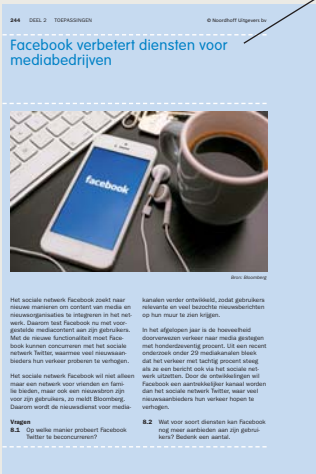 244 DEEL 2 TOEPASSINGEN © Noordhoff Uitgevers bv
Facebook verbetert diensten voor
mediabedrijven
facebook
Bron: Bloomberg
Het sociale netwerk Facebook zoekt naar
nieuwe manieren om content van media en
nieuwsorganisaties te integreren in het net-
werk. Daarom test Facebook nu met voor-
gestelde mediacontent aan zijn gebruikers.
Met de nieuwe functionaliteit moet Face-
book kunnen concurreren met het sociale
netwerk Twitter, waarmee veel nieuwsaan-
bieders hun verkeer proberen te verhogen.
Het sociale netwerk Facebook wil niet alleen
maar een netwerk voor vrienden en fami-
lie bieden, maar ook een nieuwsbron zijn
voor zijn gebruikers, zo meldt Bloomberg.
Daarom wordt de nieuwsdienst voor media-
kanalen verder ontwikkeld, zodat gebruikers
relevante en veel bezochte nieuwsberichten
op hun muur te zien krijgen.
In het afgelopen jaar is de hoeveelheid
doorverwezen verkeer naar media gestegen
met honderdzeventig procent. Uit een recent
onderzoek onder 29 mediakanalen bleek
dat het verkeer met tachtig procent steeg
als ze een bericht ook via het sociale net-
werk uitzetten. Door de ontwikkelingen wil
Facebook een aantrekkelijker kanaal worden
dan het sociale netwerk Twitter, waar veel
nieuwsaanbieders hun verkeer hopen te
verhogen.
Vragen
8.1 Op welke manier probeert Facebook
Twitter te beconcurreren?
8.2 Wat voor soort diensten kan Facebook
nog meer aanbieden aan zijn gebrui-
kers? Bedenk een aantal.